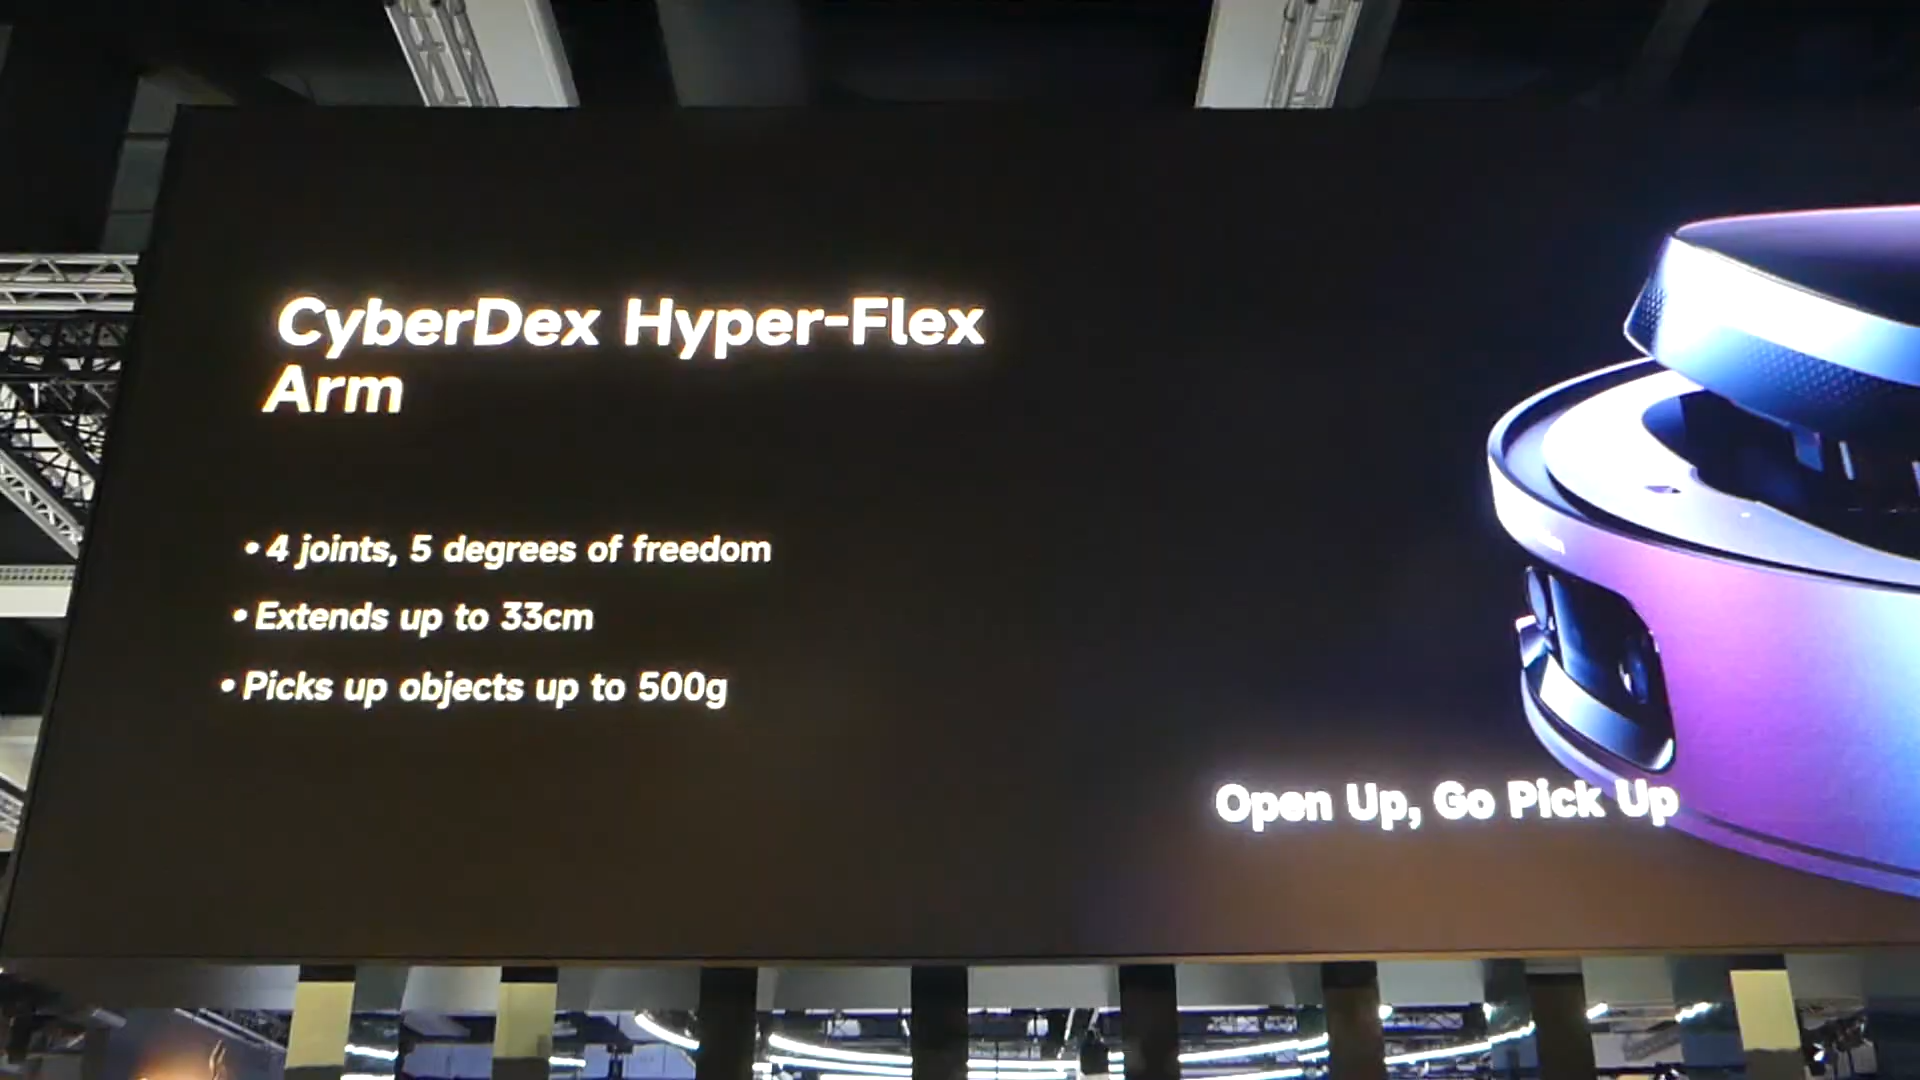 CyberDex Hyper-Flex
Arm
• 4 joints, 5 degrees of freedom
• Extends up to 33cm
• Picks up objects up to 500g
Open Up, Go Pick Up